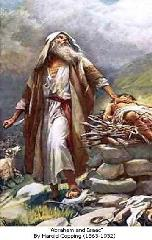 "Abraham and Isaac"
By Harold Copping (1863-1932)